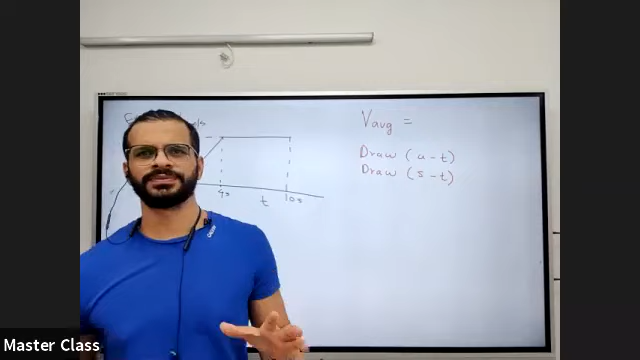 Vavg =
Draw (a-t)
Draw (s-t)
4s
t
10s
Master Class